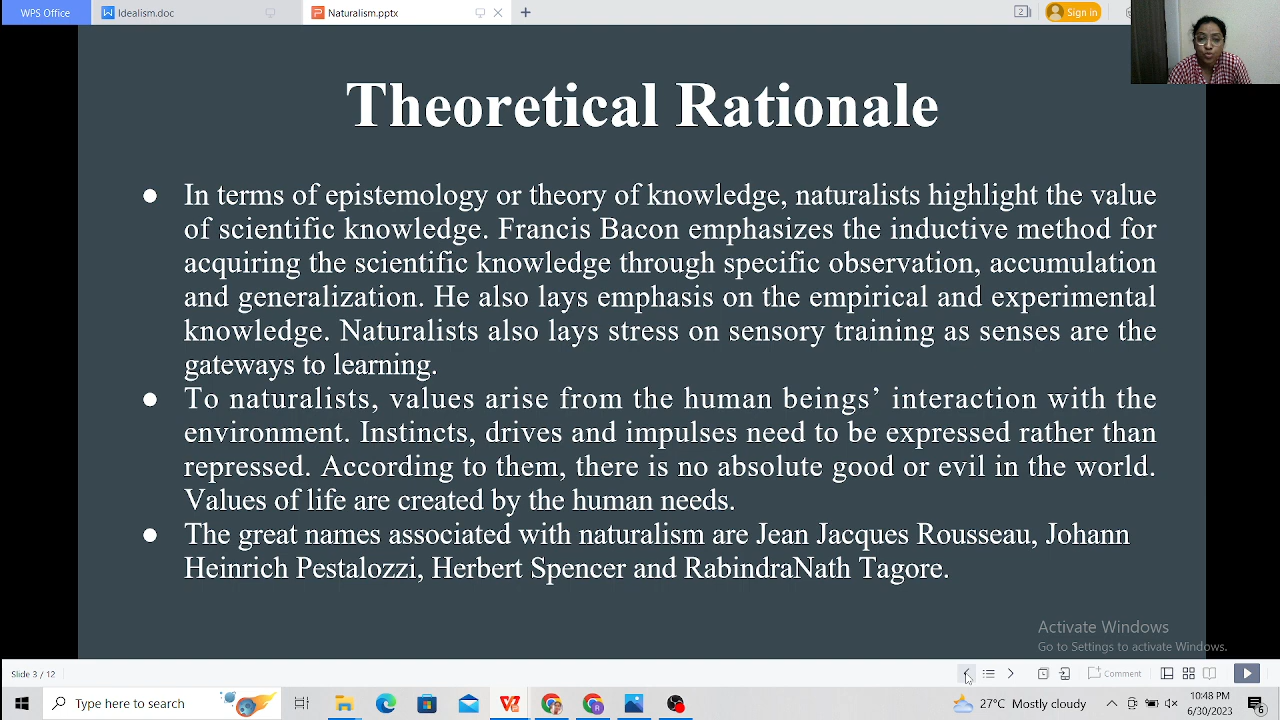 WPS Office
Idealism.doc
Naturalism.pptx
2
Sign in
Theoretical Rationale
In terms of epistemology or theory of knowledge, naturalists highlight the value
of scientific knowledge. Francis Bacon emphasizes the inductive method for
acquiring the scientific knowledge through specific observation, accumulation
and generalization. He also lays emphasis on the empirical and experimental
knowledge. Naturalists also lays stress on sensory training as senses are the
gateways to learning.
To naturalists, values arise from the human beings’ interaction with the
environment. Instincts, drives and impulses need to be expressed rather than
repressed. According to them, there is no absolute good or evil in the world.
Values of life are created by the human needs.
The great names associated with naturalism are Jean Jacques Rousseau, Johann
Heinrich Pestalozzi, Herbert Spencer and RabindraNath Tagore.
Activate Windows
Go to Settings to activate Windows.
Slide 3 / 12
Comment
Type here to search
27°C Mostly cloudy
10:48 PM
6/30/2023
6